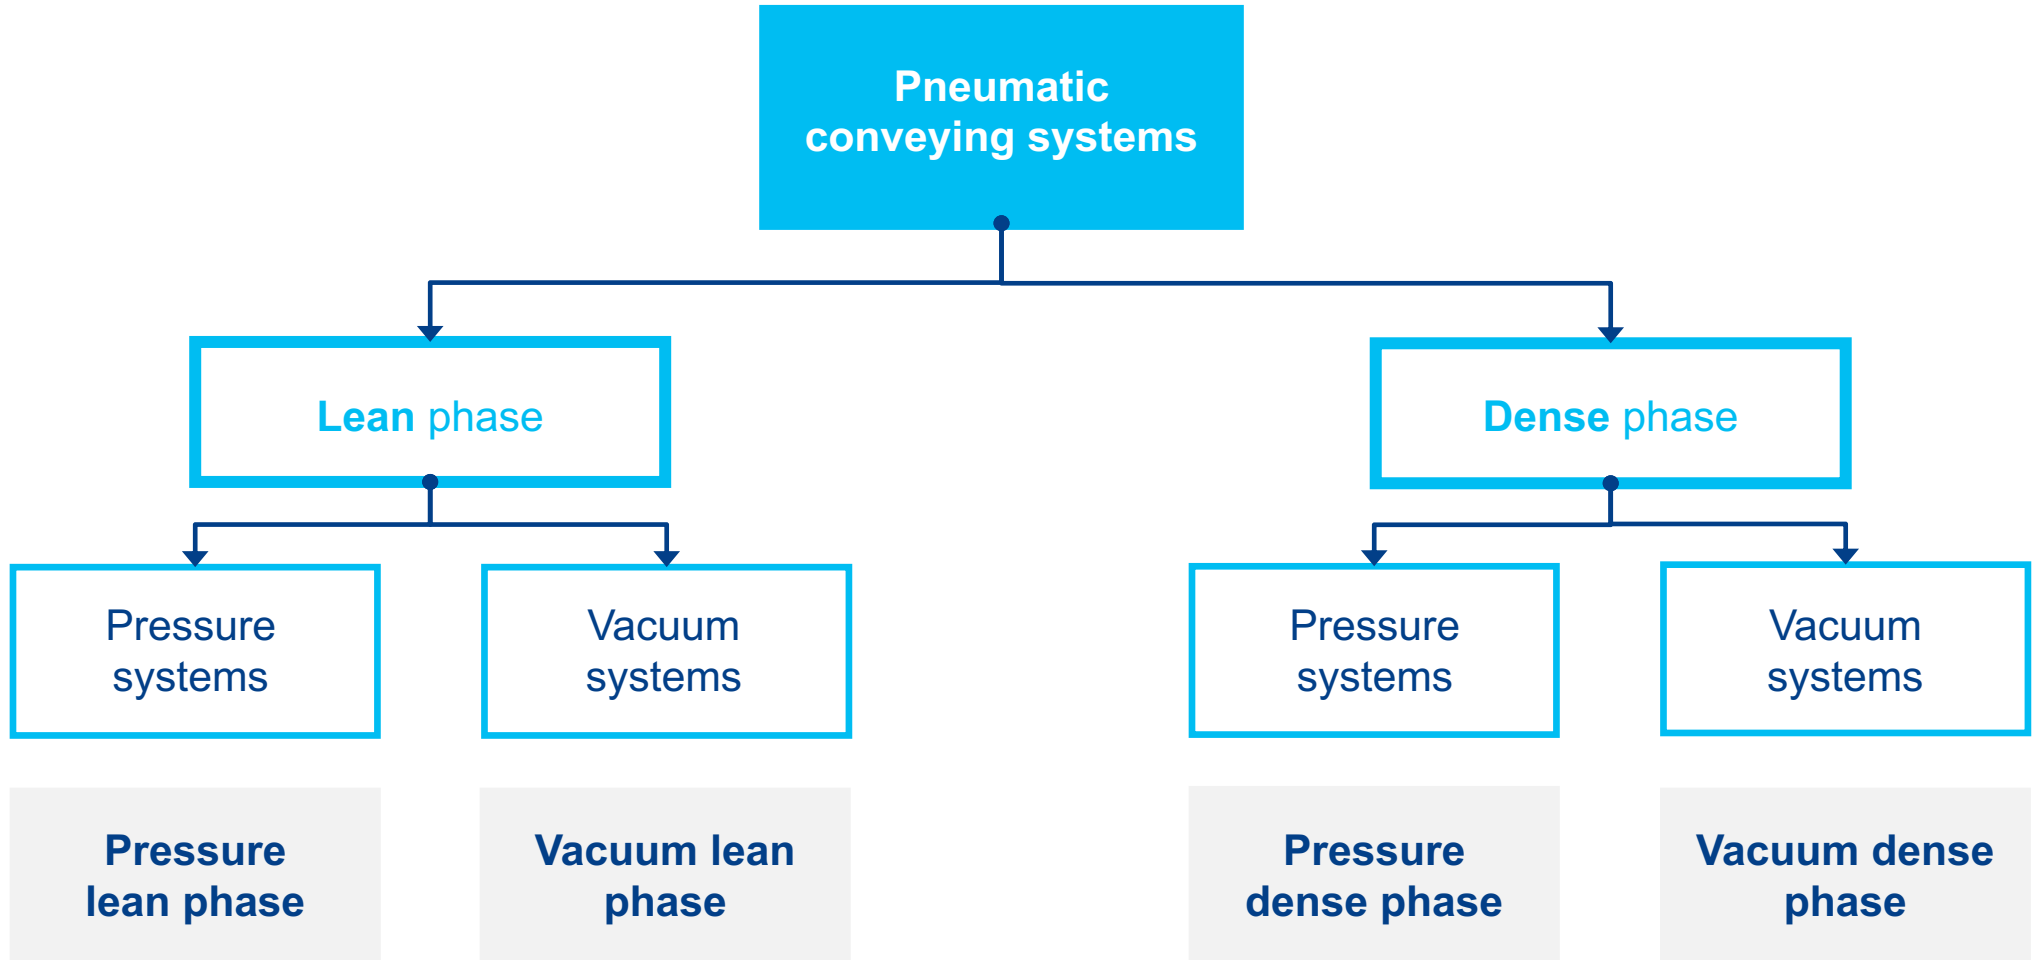 Pneumatic
conveying systems
Lean phase
Dense phase
Pressure
systems
Vacuum
systems
Pressure
systems
Vacuum
systems
Pressure
lean phase
Vacuum lean
phase
Pressure
dense phase
Vacuum dense
phase